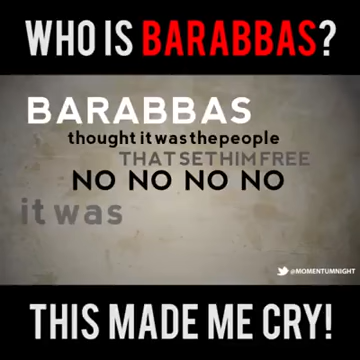 WHO IS BARABBAS?
BARABBAS
thought it was the people
THAT SET HIM FREE
NO NO NO NO
it was
@MOMENTUMNIGHT
THIS MADE ME CRY!